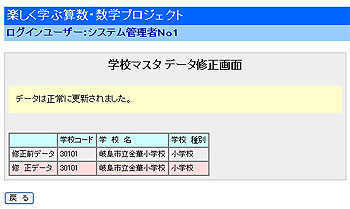 楽しく学ぶ算数・数学プロジェクト
ログインユーザー:システム管理者No1
学校マスタ データ修正画面
データは正常に更新されました。
学校コード 学 校 名 学校 種別
修正前データ 30101 岐阜市立金華小学校 小学校
修 正データ 30101 岐阜市立金華小学校 小学校
戻 る